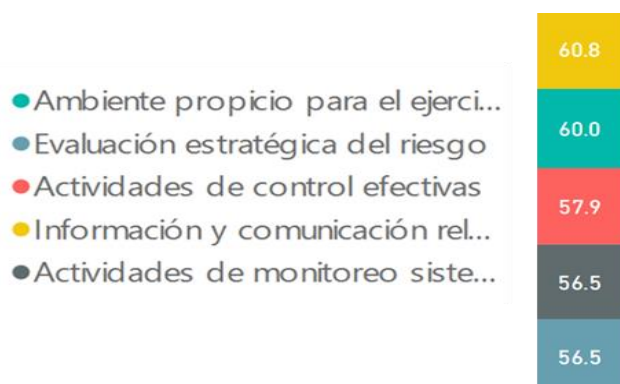 Ambiente propicio para el ejerci...
Evaluación estratégica del riesgo
Actividades de control efectivas
Información y comunicación rel...
Actividades de monitoreo siste...
60.8
60.0
57.9
56.5
56.5